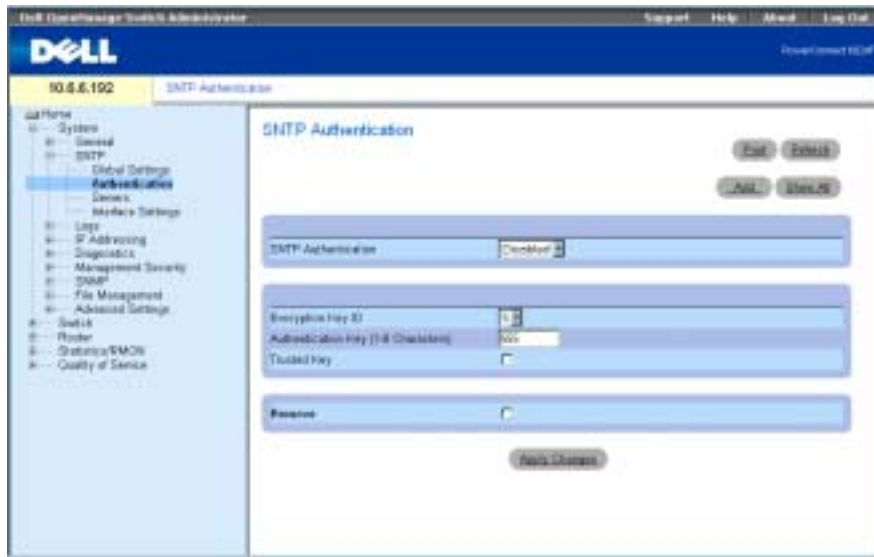 Dell OpenManage Switch Administrator
Support Help About Log Out
DELL
PowerConnect
10.6.6.192
SNTP Authentication
Home
System
General
SNTP
Global Settings
Authentication
Servers
Interface Settings
Logs
IP Addressing
Diagnostics
Management Security
SNMP
File Management
Advanced Settings
Switch
Router
Statistics/RMON
Quality of Service
SNTP Authentication
Print Refresh
Add Show All
SNTP Authentication Disabled
Encryption Key ID
Authentication Key (1-8 Characters)
Trusted Key
Remove
Apply Changes